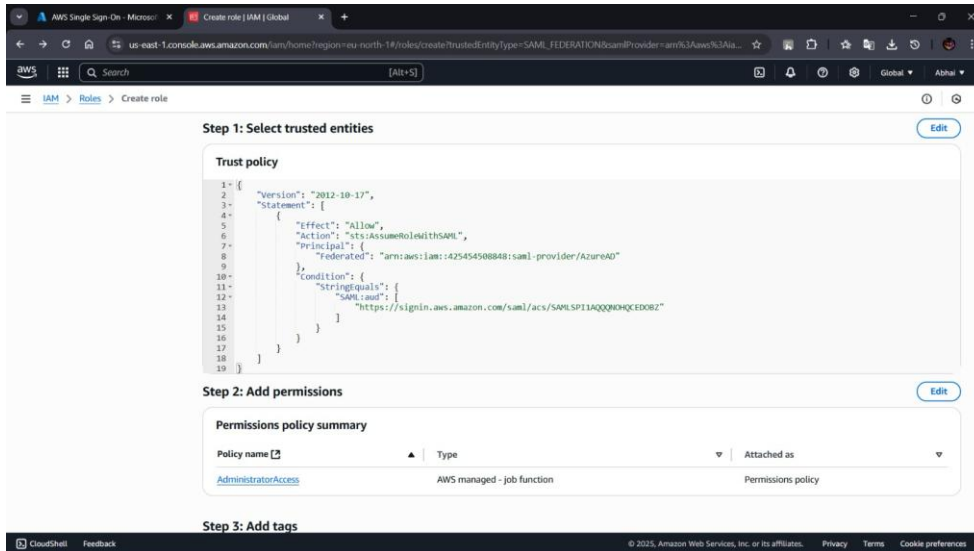 AWS Single Sign-On - Microsof
Create role | IAM | Global
us-east-1.console.aws.amazon.com/iam/home?region=eu-north-1#/roles/create?trustedEntityType=SAML_FEDERATION&samlProvider=arn%3Aaws%3Aia...
aws
Search [Alt+S]
Global
Abhai
IAM > Roles > Create role
Step 1: Select trusted entities
Edit
Trust policy
1 {
2 "Version": "2012-10-17",
3 "Statement": [
4 {
5 "Effect": "Allow",
6 "Action": "sts:AssumeRoleWithSAML",
7 "Principal": {
8 "Federated": "arn:aws:iam::425454508848:saml-provider/AzureAD"
9 },
10 "Condition": {
11 "StringEquals": {
12 "SAML:aud": [
13 "https://signin.aws.amazon.com/saml/acs/SAMLSPI1AQQQNOHQCEDOBZ"
14 ]
15 }
16 }
17 }
18 ]
19 }
Step 2: Add permissions
Edit
Permissions policy summary
Policy name Type Attached as
AdministratorAccess AWS managed - job function Permissions policy
Step 3: Add tags
CloudShell Feedback © 2025, Amazon Web Services, Inc. or its affiliates. Privacy Terms Cookie preferences